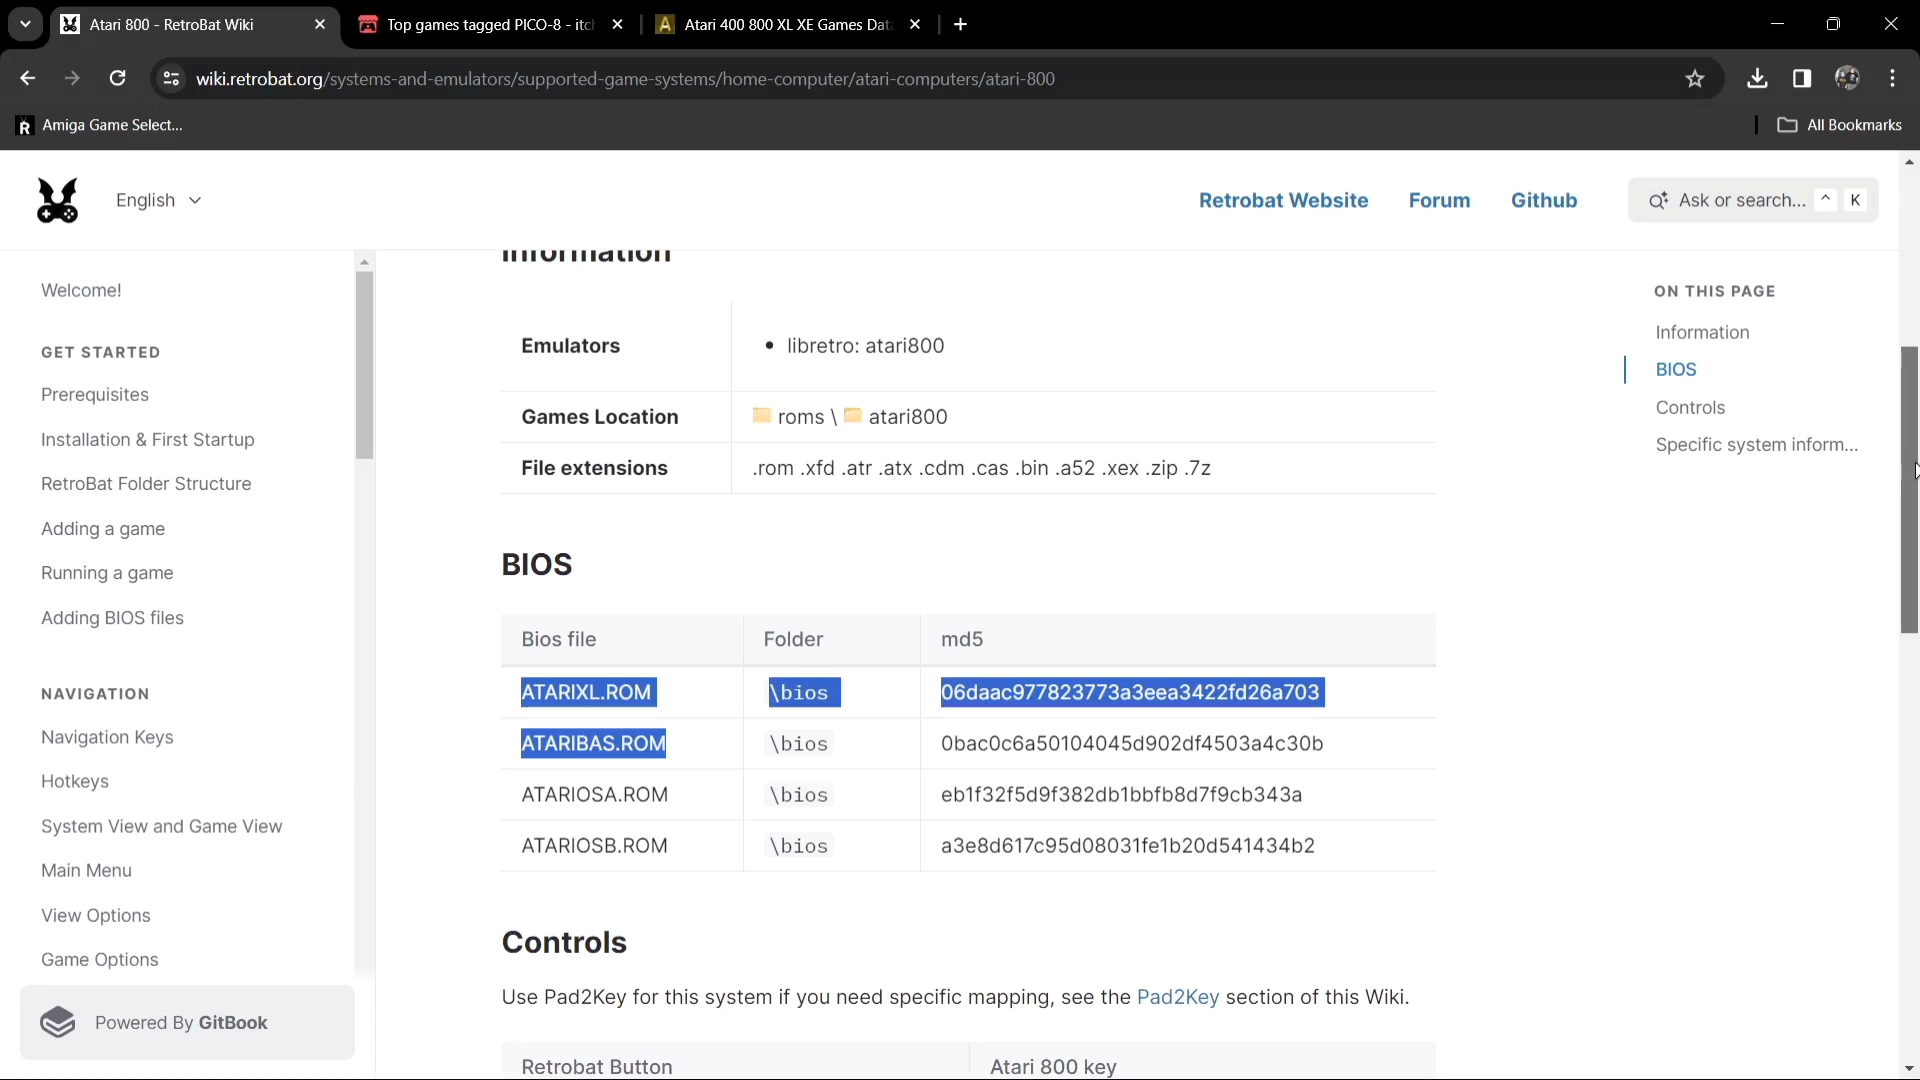 Atari 800 - RetroBat Wiki
Top games tagged PICO-8 - itc
Atari 400 800 XL XE Games Dat
wiki.retrobat.org/systems-and-emulators/supported-game-systems/home-computer/atari-computers/atari-800
Amiga Game Select...
All Bookmarks
English
Retrobat Website
Forum
Github
Ask or search... ^ K
Welcome!
GET STARTED
Prerequisites
Installation & First Startup
RetroBat Folder Structure
Adding a game
Running a game
Adding BIOS files
NAVIGATION
Navigation Keys
Hotkeys
System View and Game View
Main Menu
View Options
Game Options
Powered By GitBook
Information
Emulators • libretro: atari800
Games Location roms \ atari800
File extensions .rom .xfd .atr .atx .cdm .cas .bin .a52 .xex .zip .7z
BIOS
Bios file Folder md5
ATARIXL.ROM \bios 06daac977823773a3eea3422fd26a703
ATARIBAS.ROM \bios 0bac0c6a50104045d902df4503a4c30b
ATARIOSA.ROM \bios eb1f32f5d9f382db1bbfb8d7f9cb343a
ATARIOSB.ROM \bios a3e8d617c95d08031fe1b20d541434b2
Controls
Use Pad2Key for this system if you need specific mapping, see the Pad2Key section of this Wiki.
Retrobat Button Atari 800 key
ON THIS PAGE
Information
BIOS
Controls
Specific system inform...